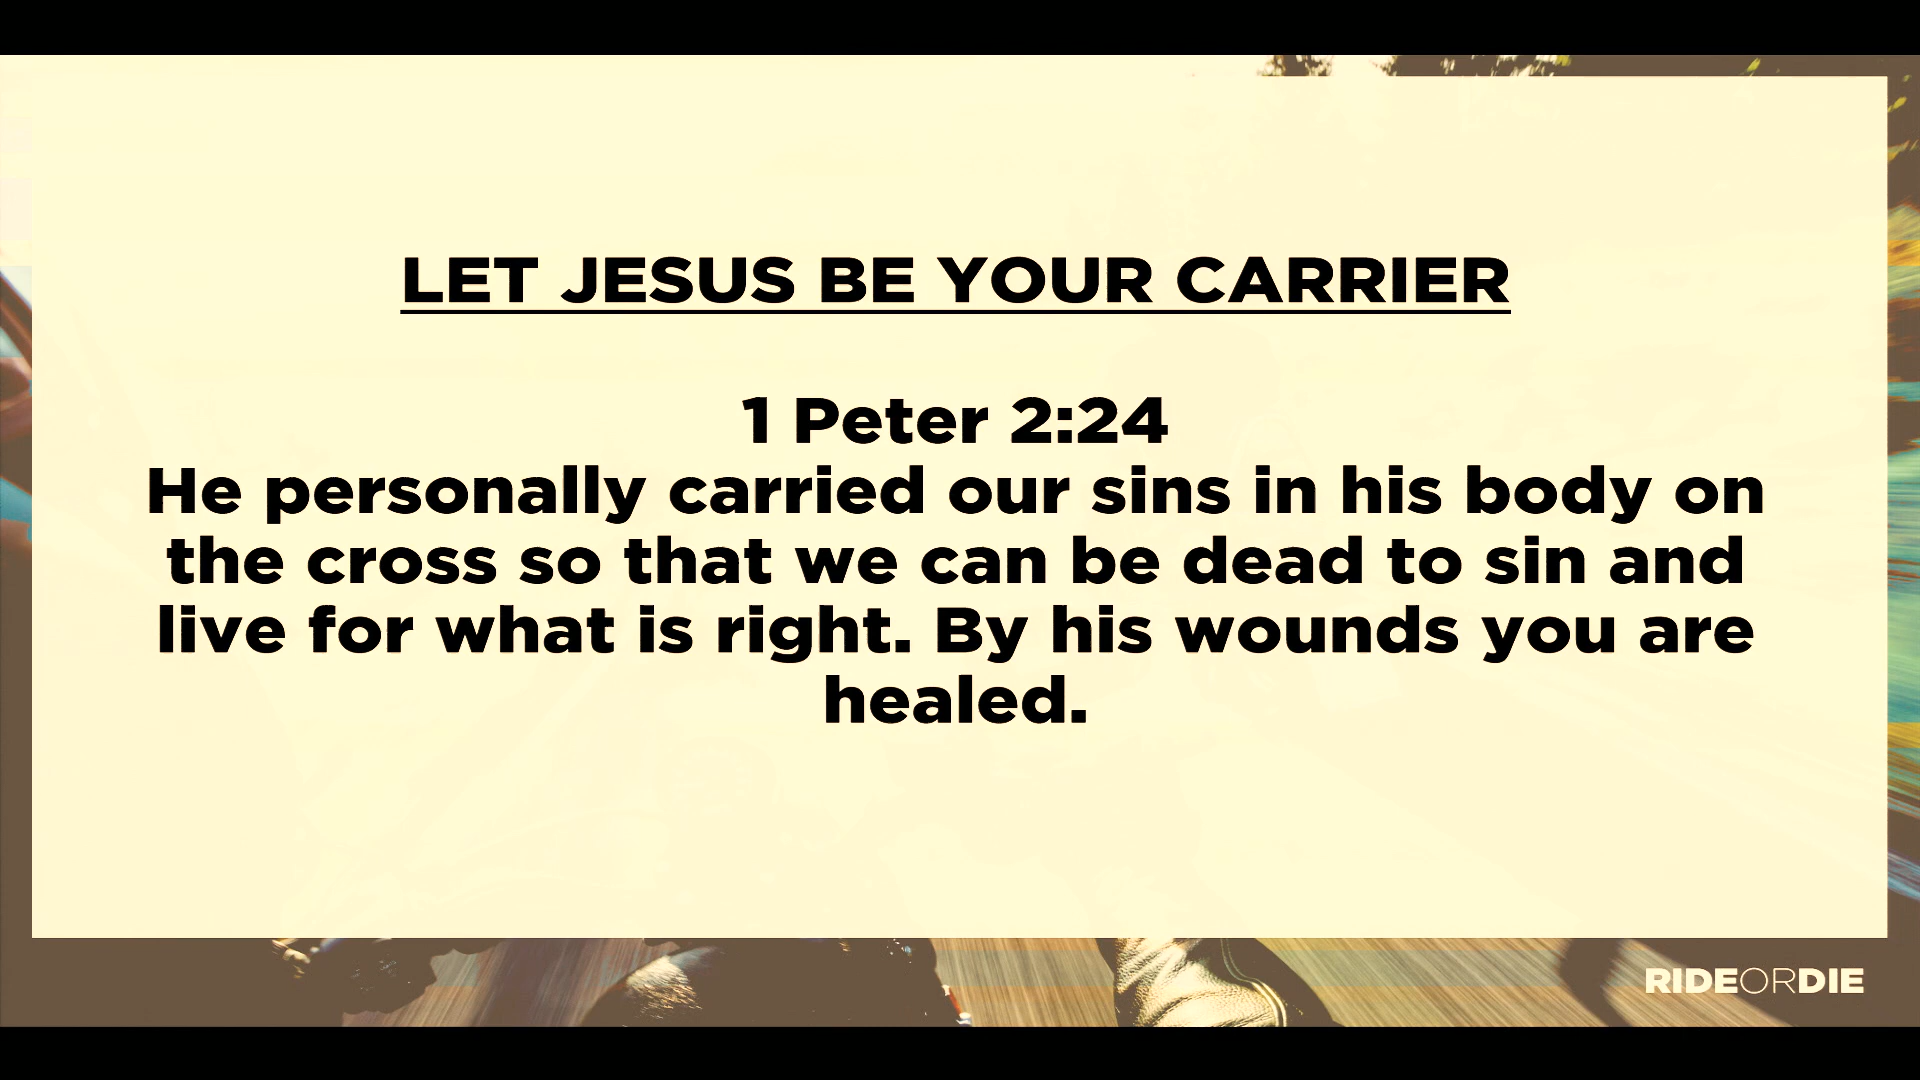 LET JESUS BE YOUR CARRIER
1 Peter 2:24
He personally carried our sins in his body on
the cross so that we can be dead to sin and
live for what is right. By his wounds you are
healed.
RIDEORDIE